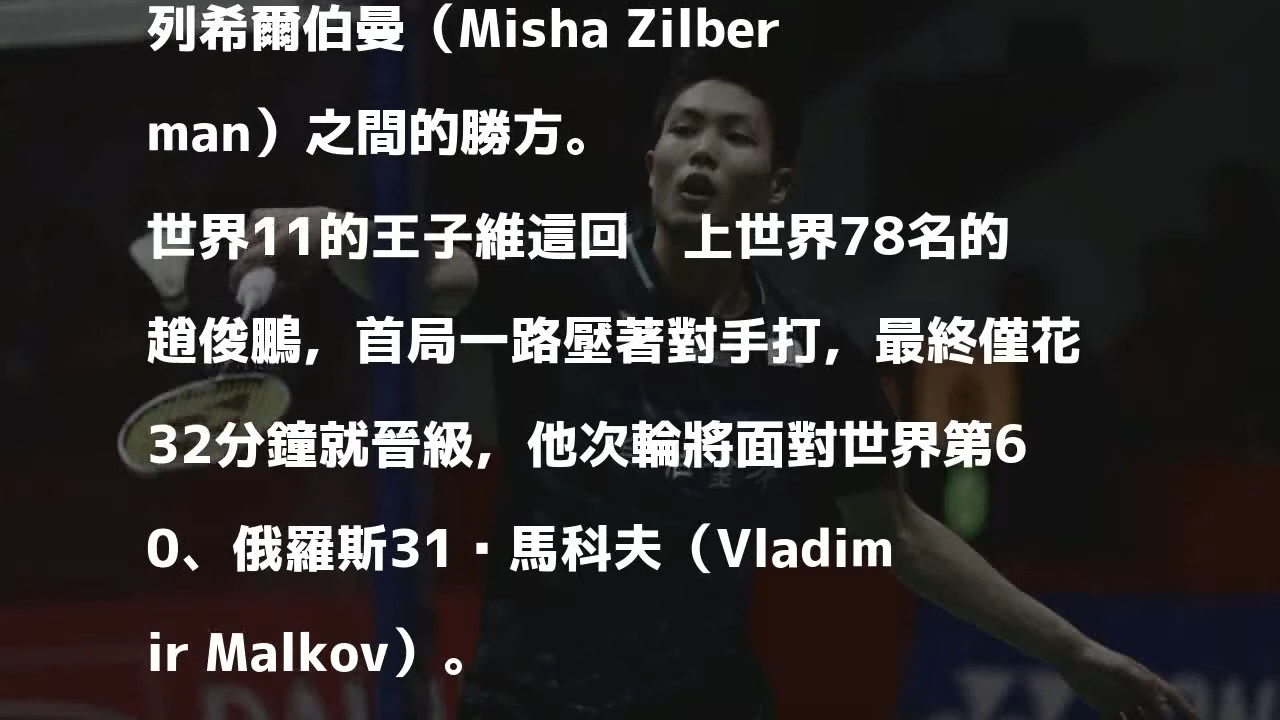 列希爾伯曼（Misha Zilber
man）之間的勝方。
世界11的王子維這回　上世界78名的
趙俊鵬，首局一路壓著對手打，最終僅花
32分鐘就晉級，他次輪將面對世界第6
0、俄羅斯31·馬科夫（Vladim
ir Malkov）。